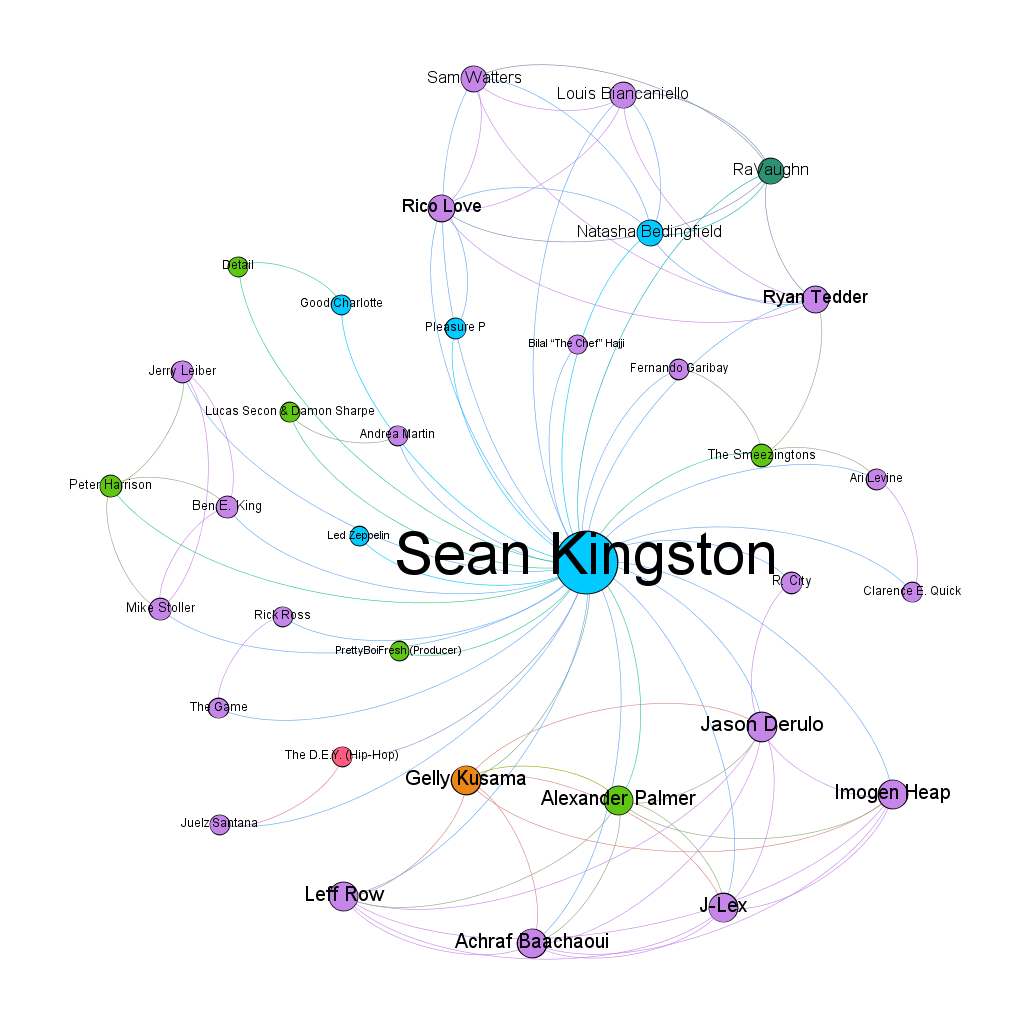 Sam Watters
Louis Biancaniello
RaVaughn
Rico Love
Natasha Bedingfield
Detail
Good Charlotte
Ryan Tedder
Pleasure P
Bilal “The Chef” Hajji
Fernando Garibay
Jerry Leiber
Lucas Secon & Damon Sharpe
Andrea Martin
The Smeezingtons
Ari Levine
Peter Harrison
Ben E. King
Led Zeppelin
Sean Kingston
R. City
Clarence E. Quick
Mike Stoller
Rick Ross
PrettyBoiFresh (Producer)
The Game
Jason Derulo
The D.E.Y. (Hip-Hop)
Gelly Kusama
Alexander Palmer
Imogen Heap
Juelz Santana
Leff Row
J-Lex
Achraf Baachaoui